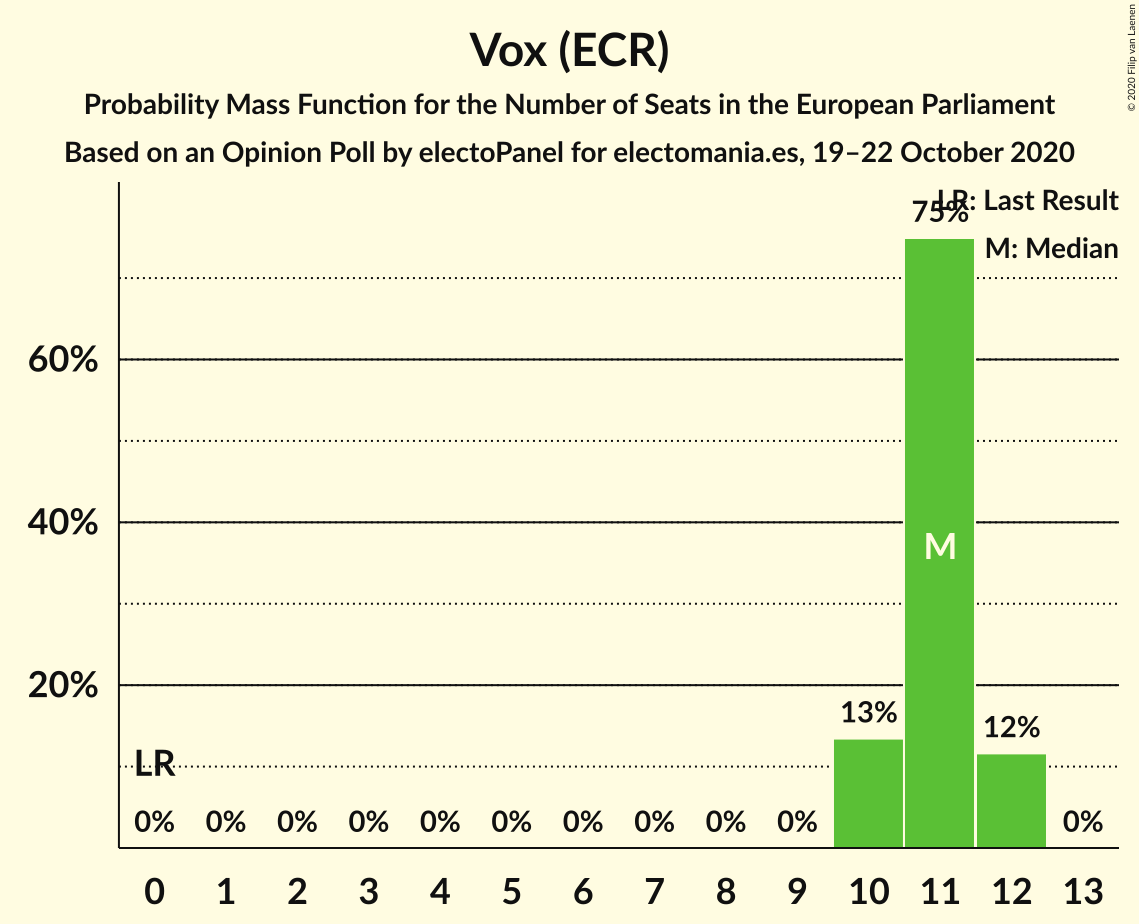 Vox (ECR)
Probability Mass Function for the Number of Seats in the European Parliament
Based on an Opinion Poll by electoPanel for electomania.es, 19–22 October 2020
© 2020 Filip van Laenen
LR: Last Result
75%
M: Median
60%
40%
M
20%
13%
12%
LR
0% 0% 0% 0% 0% 0% 0% 0% 0% 0% 0%
0 1 2 3 4 5 6 7 8 9 10 11 12 13